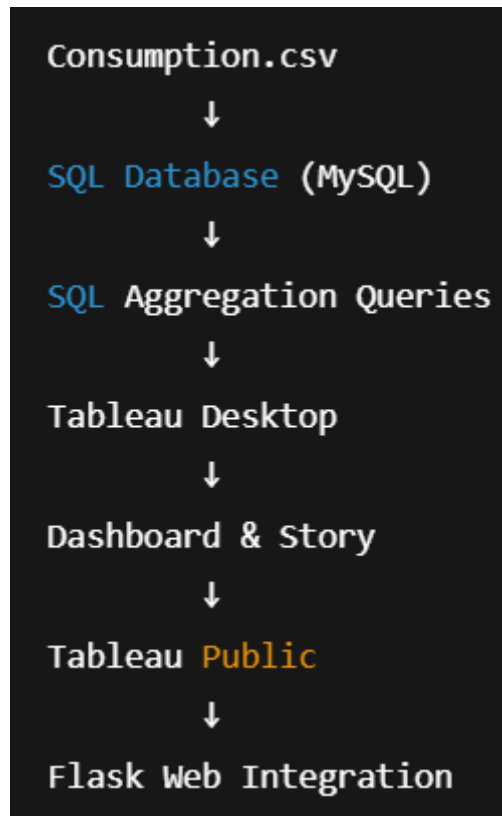 Consumption.csv
↓
SQL Database (MySQL)
↓
SQL Aggregation Queries
↓
Tableau Desktop
↓
Dashboard & Story
↓
Tableau Public
↓
Flask Web Integration